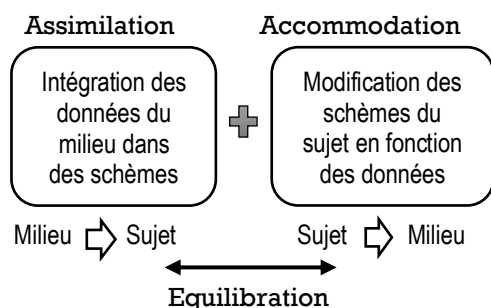 Assimilation
Accommodation
Intégration des
données du
milieu dans
des schèmes
Modification des
schèmes du
sujet en fonction
des données
Milieu Sujet
Sujet Milieu
Equilibration